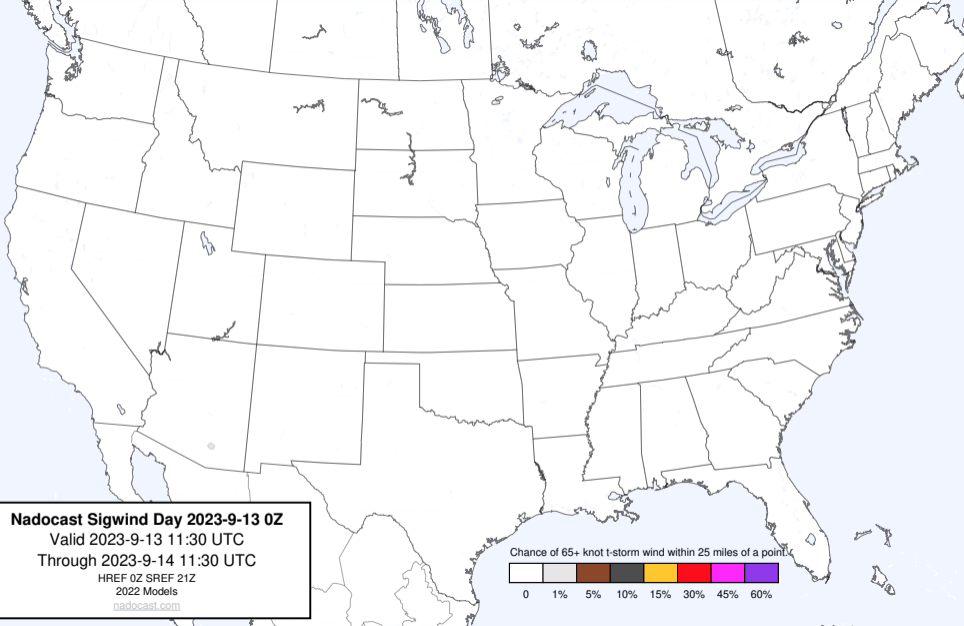 Nadocast Sigwind Day 2023-9-13 0Z
Valid 2023-9-13 11:30 UTC
Through 2023-9-14 11:30 UTC
HREF 0Z SREF 21Z
2022 Models
nadocast.com
Chance of 65+ knot t-storm wind within 25 miles of a point.
0 1% 5% 10% 15% 30% 45% 60%